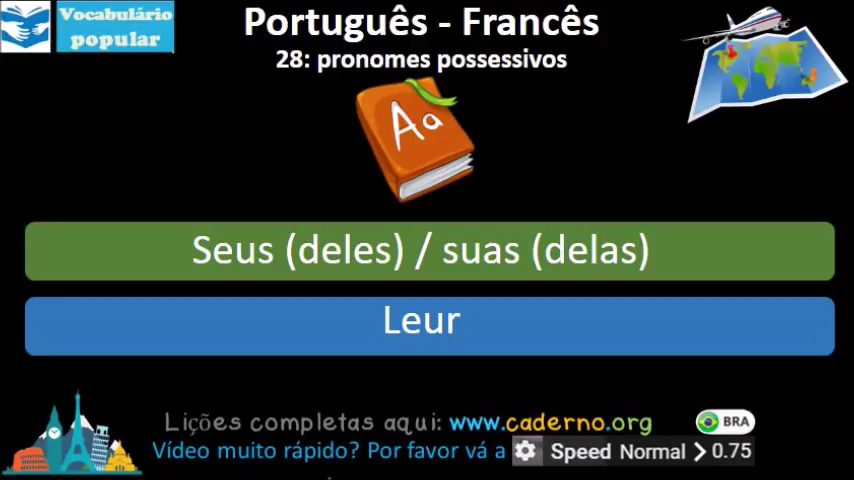 Vocabulário
popular
Português - Francês
28: pronomes possessivos
Aa
Seus (deles) / suas (delas)
Leur
Lições completas aqui: www.caderno.org
BRA
Vídeo muito rápido? Por favor vá a Speed Normal > 0.75